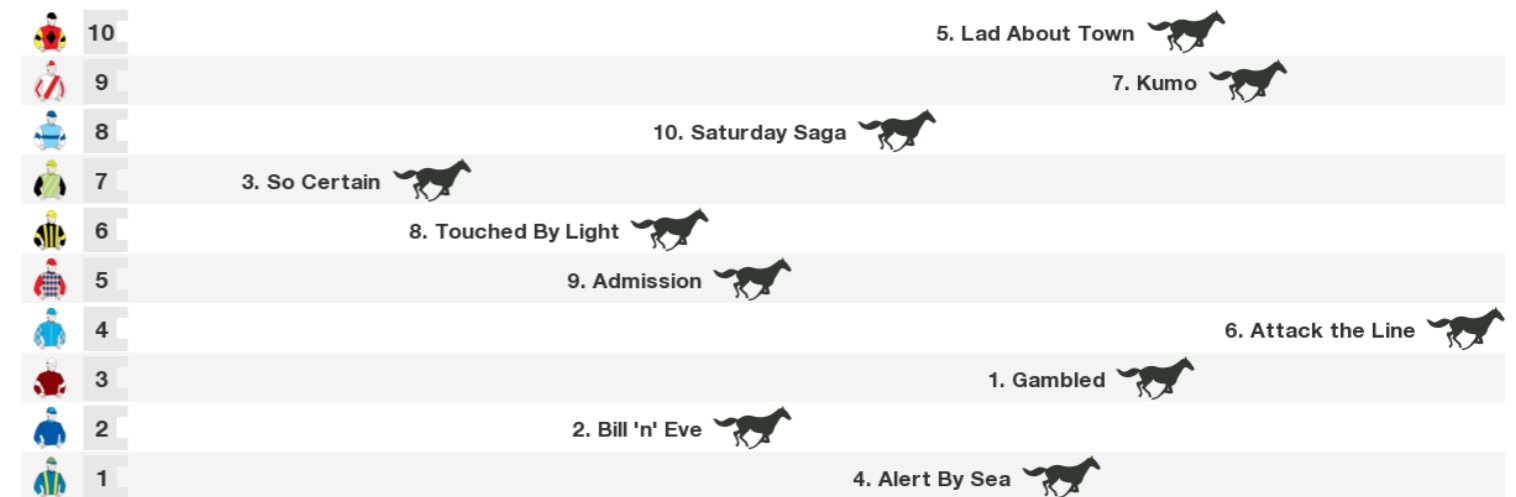 10 5. Lad About Town
9 7. Kumo
8 10. Saturday Saga
7 3. So Certain
6 8. Touched By Light
5 9. Admission
4 6. Attack the Line
3 1. Gambled
2 2. Bill 'n' Eve
1 4. Alert By Sea